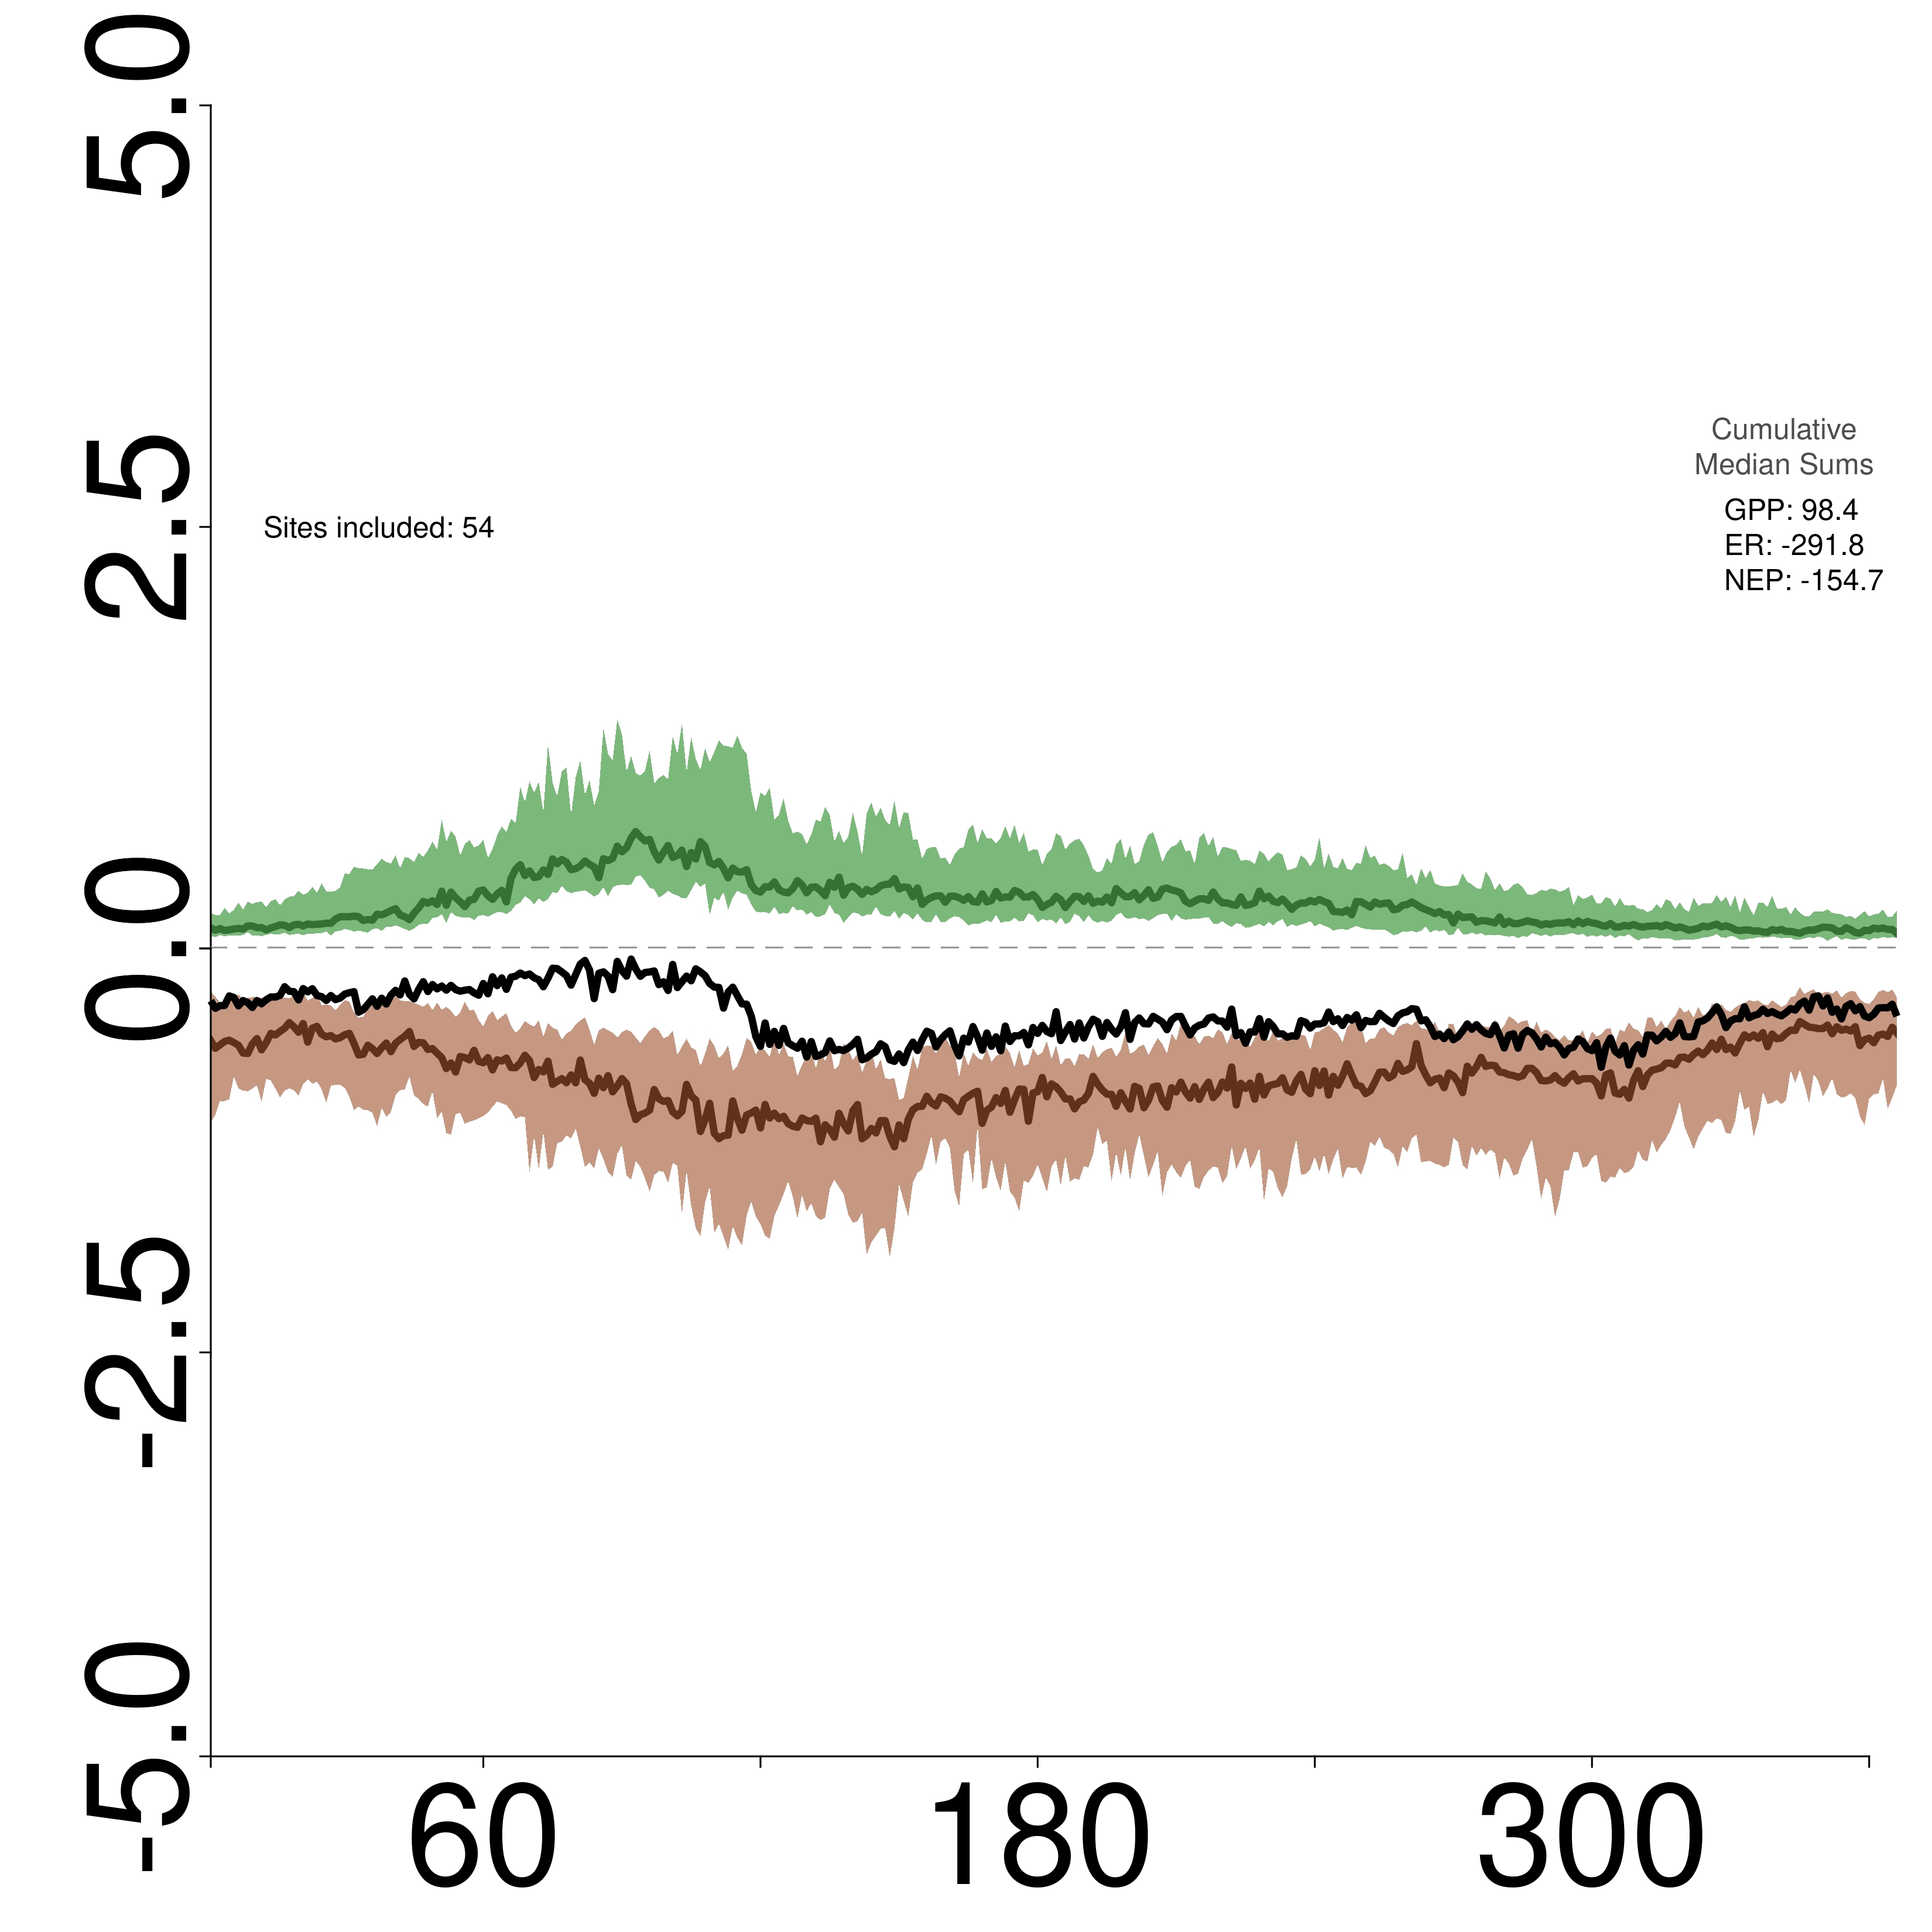 5.0
2.5
0.0
-2.5
-5.0
Sites included: 54
Cumulative
Median Sums
GPP: 98.4
ER: -291.8
NEP: -154.7
60
180
300